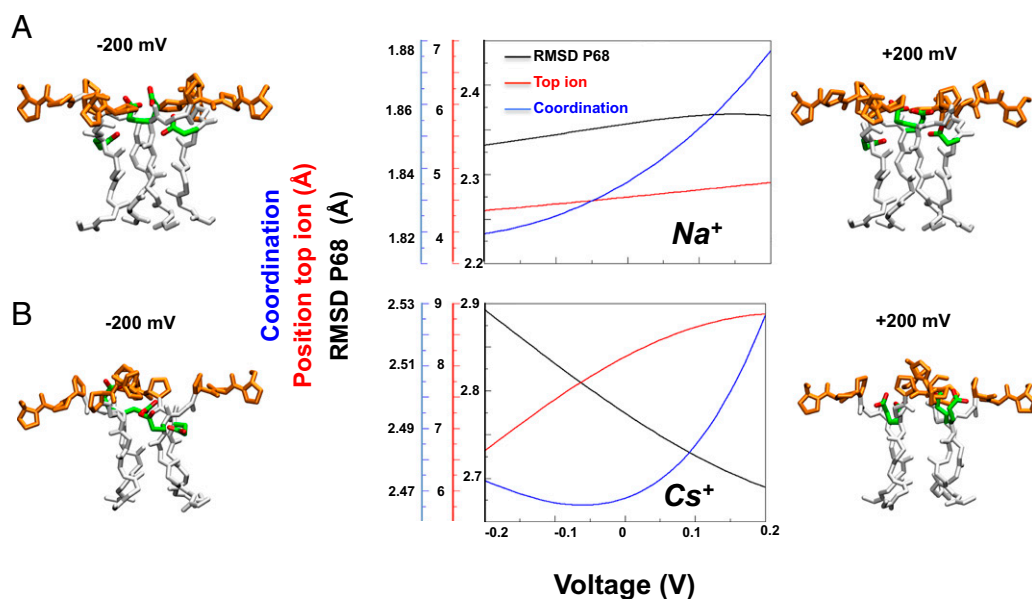 A
-200 mV
1.88
1.86
1.84
1.82
7
6
5
4
2.4
2.3
2.2
RMSD P68
Top ion
Coordination
Na+
+200 mV
Coordination
Position top ion (Å)
RMSD P68 (Å)
B
-200 mV
2.53
2.51
2.49
2.47
9
8
7
6
2.9
2.8
2.7
Cs+
-0.2
-0.1
0
0.1
0.2
+200 mV
Voltage (V)